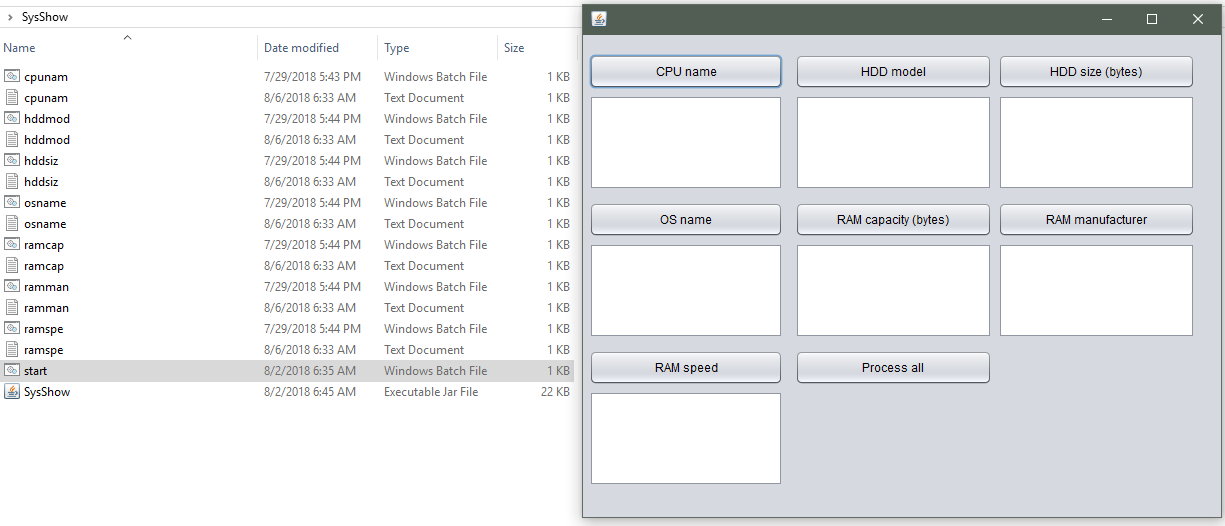 SysShow
Name Date modified Type Size
cpunam 7/29/2018 5:43 PM Windows Batch File 1 KB
cpunam 8/6/2018 6:33 AM Text Document 1 KB
hddmod 7/29/2018 5:44 PM Windows Batch File 1 KB
hddmod 8/6/2018 6:33 AM Text Document 1 KB
hddsiz 7/29/2018 5:44 PM Windows Batch File 1 KB
hddsiz 8/6/2018 6:33 AM Text Document 1 KB
osname 7/29/2018 5:44 PM Windows Batch File 1 KB
osname 8/6/2018 6:33 AM Text Document 1 KB
ramcap 7/29/2018 5:44 PM Windows Batch File 1 KB
ramcap 8/6/2018 6:33 AM Text Document 1 KB
ramman 7/29/2018 5:44 PM Windows Batch File 1 KB
ramman 8/6/2018 6:33 AM Text Document 1 KB
ramspe 7/29/2018 5:44 PM Windows Batch File 1 KB
ramspe 8/6/2018 6:33 AM Text Document 1 KB
start 8/2/2018 6:35 AM Windows Batch File 1 KB
SysShow 8/2/2018 6:45 AM Executable Jar File 22 KB
CPU name HDD model HDD size (bytes)
OS name RAM capacity (bytes) RAM manufacturer
RAM speed Process all